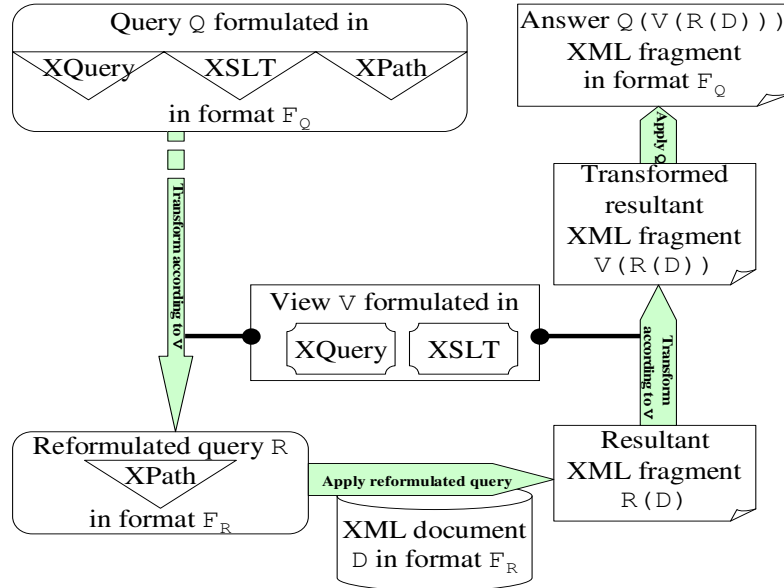 Query Q formulated in
XQuery
XSLT
XPath
in format F_Q
Transform according to V
View V formulated in
XQuery
XSLT
Reformulated query R
XPath
in format F_R
Apply reformulated query
XML document
D in format F_R
Resultant
XML fragment
R(D)
Transform
according to V
Transformed
resultant
XML fragment
V(R(D))
Apply Q
Answer Q(V(R(D)))
XML fragment
in format F_Q